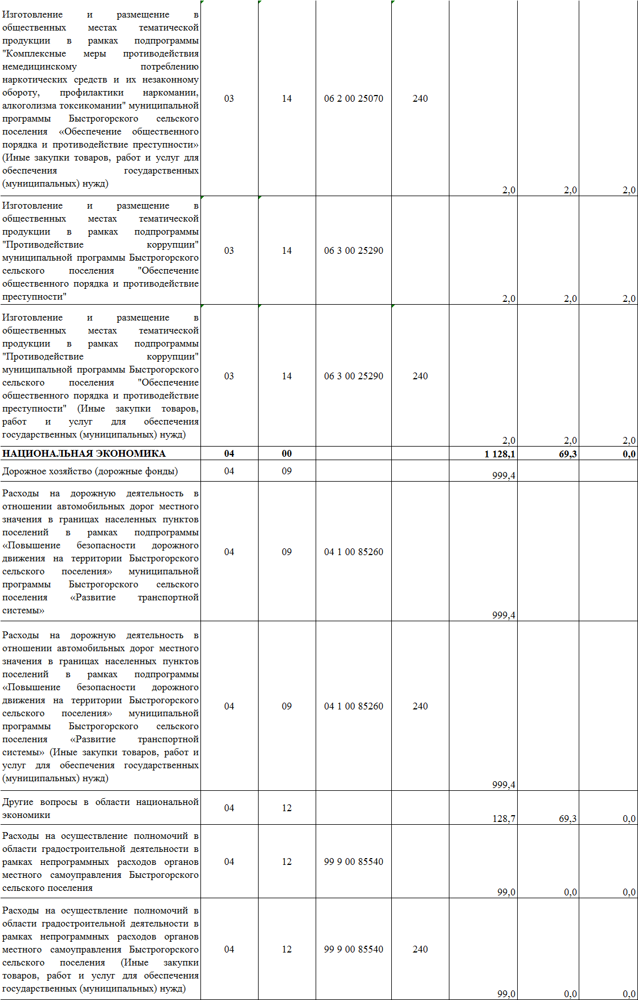 Изготовление и размещение в
общественных местах тематической
продукции в рамках подпрограммы
"Комплексные меры противодействия
немедицинскому потреблению
наркотических средств и их незаконному
обороту, профилактики наркомании,
алкоголизма токсикомании" муниципальной
программы Быстрогорского сельского
поселения «Обеспечение общественного
порядка и противодействие преступности»
(Иные закупки товаров, работ и услуг для
обеспечения государственных
(муниципальных) нужд)
03 14 06 2 00 25070 240 2,0 2,0 2,0
Изготовление и размещение в
общественных местах тематической
продукции в рамках подпрограммы
"Противодействие коррупции"
муниципальной программы Быстрогорского
сельского поселения "Обеспечение
общественного порядка и противодействие
преступности"
03 14 06 3 00 25290 2,0 2,0 2,0
Изготовление и размещение в
общественных местах тематической
продукции в рамках подпрограммы
"Противодействие коррупции"
муниципальной программы Быстрогорского
сельского поселения "Обеспечение
общественного порядка и противодействие
преступности" (Иные закупки товаров,
работ и услуг для обеспечения
государственных (муниципальных) нужд)
03 14 06 3 00 25290 240 2,0 2,0 2,0
НАЦИОНАЛЬНАЯ ЭКОНОМИКА 04 00 1 128,1 69,3 0,0
Дорожное хозяйство (дорожные фонды) 04 09 999,4
Расходы на дорожную деятельность в
отношении автомобильных дорог местного
значения в границах населенных пунктов
поселений в рамках подпрограммы
«Повышение безопасности дорожного
движения на территории Быстрогорского
сельского поселения» муниципальной
программы Быстрогорского сельского
поселения «Развитие транспортной
системы»
04 09 04 1 00 85260 999,4
Расходы на дорожную деятельность в
отношении автомобильных дорог местного
значения в границах населенных пунктов
поселений в рамках подпрограммы
«Повышение безопасности дорожного
движения на территории Быстрогорского
сельского поселения» муниципальной
программы Быстрогорского сельского
поселения «Развитие транспортной
системы» (Иные закупки товаров, работ и
услуг для обеспечения государственных
(муниципальных) нужд)
04 09 04 1 00 85260 240 999,4
Другие вопросы в области национальной
экономики
04 12 128,7 69,3 0,0
Расходы на осуществление полномочий в
области градостроительной деятельности в
рамках непрограммных расходов органов
местного самоуправления Быстрогорского
сельского поселения
04 12 99 9 00 85540 99,0 0,0 0,0
Расходы на осуществление полномочий в
области градостроительной деятельности в
рамках непрограммных расходов органов
местного самоуправления Быстрогорского
сельского поселения (Иные закупки
товаров, работ и услуг для обеспечения
государственных (муниципальных) нужд)
04 12 99 9 00 85540 240 99,0 0,0 0,0